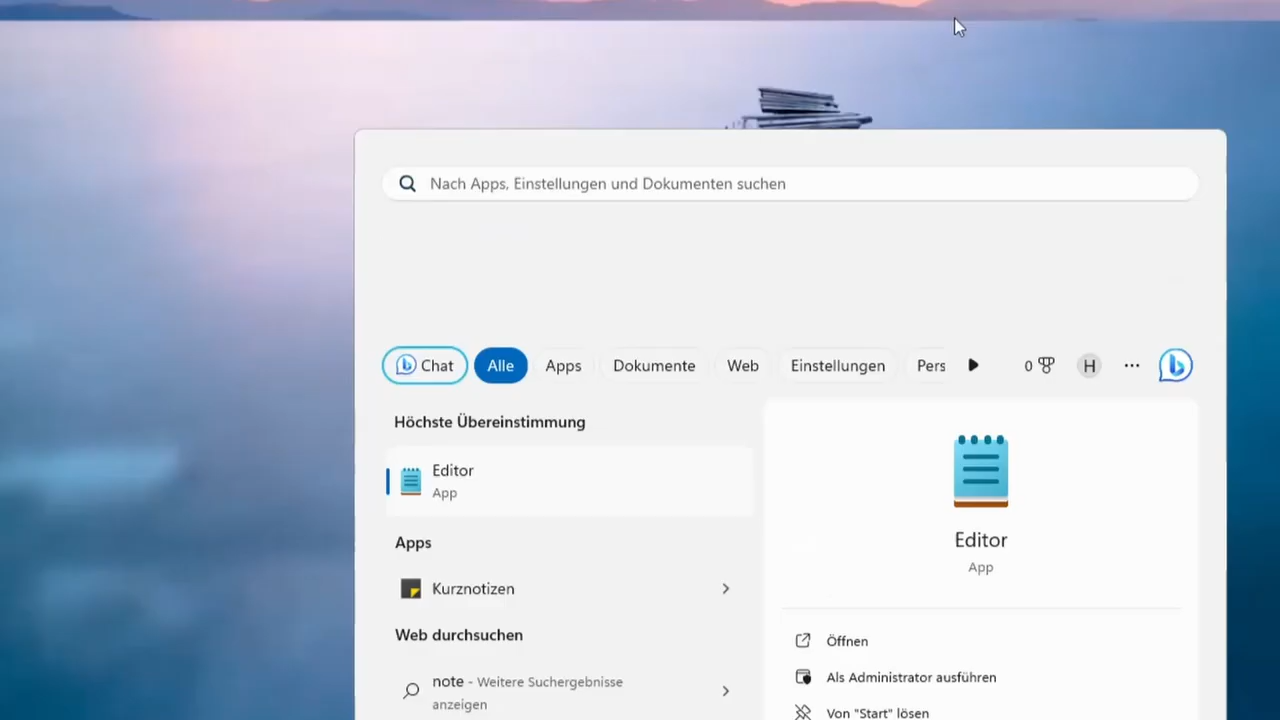 Nach Apps, Einstellungen und Dokumenten suchen
Chat
Alle
Apps
Dokumente
Web
Einstellungen
Pers
0
H
Höchste Übereinstimmung
Editor
App
Apps
Kurznotizen
Web durchsuchen
note - Weitere Suchergebnisse
anzeigen
Editor
App
Öffnen
Als Administrator ausführen
Von "Start" lösen